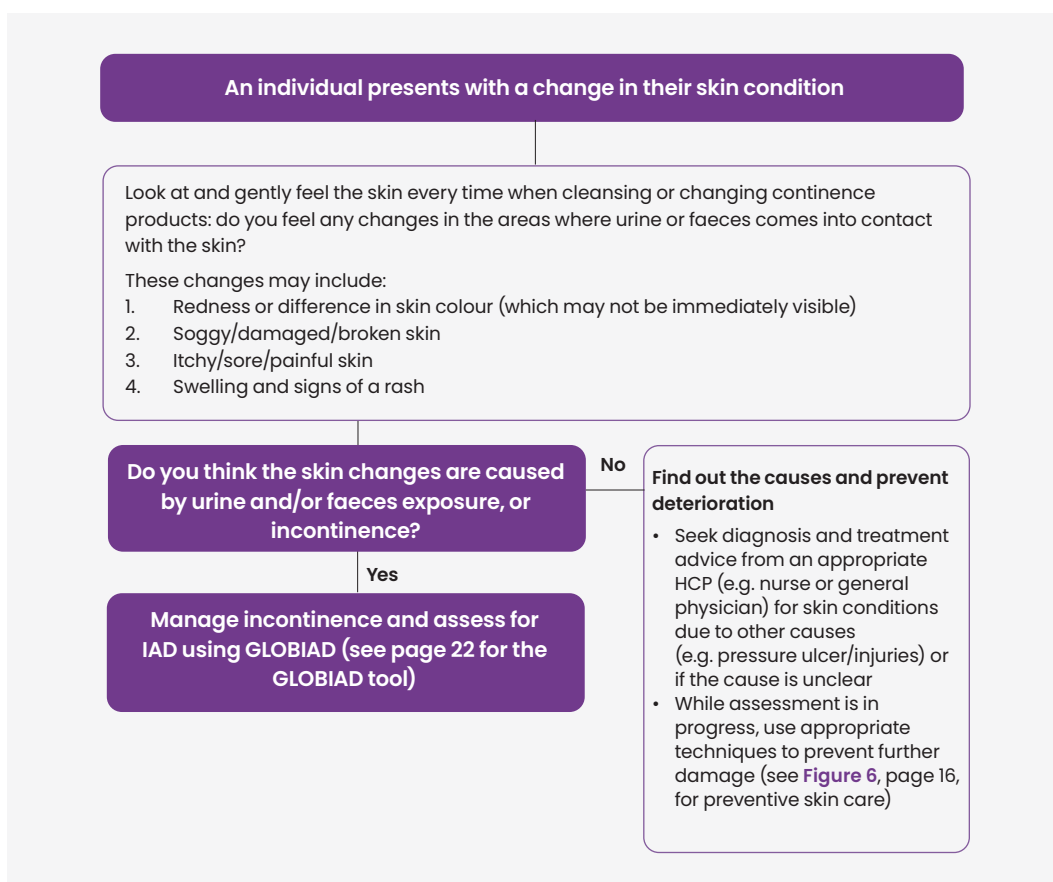 An individual presents with a change in their skin condition
Look at and gently feel the skin every time when cleansing or changing continence
products: do you feel any changes in the areas where urine or faeces comes into contact
with the skin?
These changes may include:
1. Redness or difference in skin colour (which may not be immediately visible)
2. Soggy/damaged/broken skin
3. Itchy/sore/painful skin
4. Swelling and signs of a rash
Do you think the skin changes are caused
by urine and/or faeces exposure, or
incontinence?
No
Yes
Manage incontinence and assess for
IAD using GLOBIAD (see page 22 for the
GLOBIAD tool)
Find out the causes and prevent
deterioration
• Seek diagnosis and treatment
advice from an appropriate
HCP (e.g. nurse or general
physician) for skin conditions
due to other causes
(e.g. pressure ulcer/injuries) or
if the cause is unclear
• While assessment is in
progress, use appropriate
techniques to prevent further
damage (see Figure 6, page 16,
for preventive skin care)